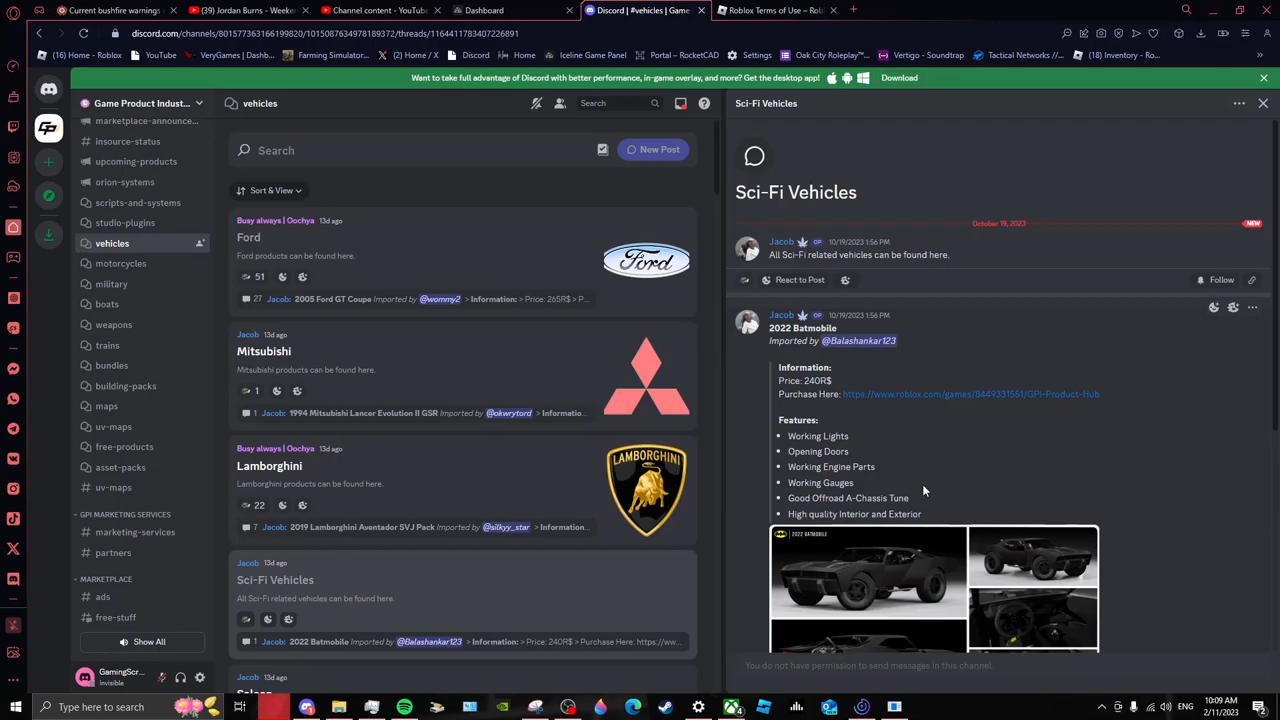 Current bushfire warnings a
(39) Jordan Burns - Weeker
Channel content - YouTube
Dashboard
Discord | #vehicles | Game
Roblox Terms of Use - Rob
discord.com/channels/801577363166199820/1015087634978189372/threads/1164411783407226891
(16) Home - Roblox
YouTube
VeryGames | Dashb...
Farming Simulator...
(2) Home / X
Game Panel
Iceline Game Panel
Portal - RocketCAD
Settings
Oak City Roleplay...
Vertigo - Soundtrap
Tactical Networks //...
(18) Inventory - Ro...
Want to take full advantage of Discord with better performance, in-game overlay, and more? Get the desktop app!
Download
Game Product Indust...
vehicles
Search
Sci-Fi Vehicles
marketplace-announce...
insource-status
upcoming-products
orion-systems
scripts-and-systems
studio-plugins
vehicles
motorcycles
military
boats
weapons
trains
bundles
building-packs
maps
uv-maps
free-products
asset-packs
uv-maps
GPI MARKETING SERVICES
marketing-services
partners
MARKETPLACE
ads
free-stuff
Show All
GamingScr...
Invisible
Search
New Post
Sort & View
Busy always | Oochya 13d ago
Ford
Ford products can be found here.
Ford
51
27 Jacob: 2005 Ford GT Coupe Imported by @wommy2 > Information: > Price: 265R$ > P...
Jacob 13d ago
Mitsubishi
Mitsubishi products can be found here.
1
1 Jacob: 1994 Mitsubishi Lancer Evolution II GSR Imported by @okwrytord > Informatio...
Busy always | Oochya 13d ago
Lamborghini
Lamborghini products can be found here.
LAMBORGHINI
22
7 Jacob: 2019 Lamborghini Aventador SVJ Pack Imported by @silkyy_star > Information...
Jacob 13d ago
Sci-Fi Vehicles
All Sci-Fi related vehicles can be found here.
1 Jacob: 2022 Batmobile Imported by @Balashankar123 > Information: > Price: 240R$ > Purchase Here: https://ww...
Jacob 13d ago
Sci-Fi Vehicles
October 19, 2023
NEW
Jacob OP 10/19/2023 1:56 PM
All Sci-Fi related vehicles can be found here.
React to Post
Follow
Jacob OP 10/19/2023 1:56 PM
2022 Batmobile
Imported by @Balashankar123
Information:
Price: 240R$
Purchase Here: https://www.roblox.com/games/8449331551/GPI-Product-Hub
Features:
Working Lights
Opening Doors
Working Engine Parts
Working Gauges
Good Offroad A-Chassis Tune
High quality Interior and Exterior
2022 BATMOBILE
You do not have permission to send messages in this channel.
Type here to search
ENG
10:09 AM
2/11/2023